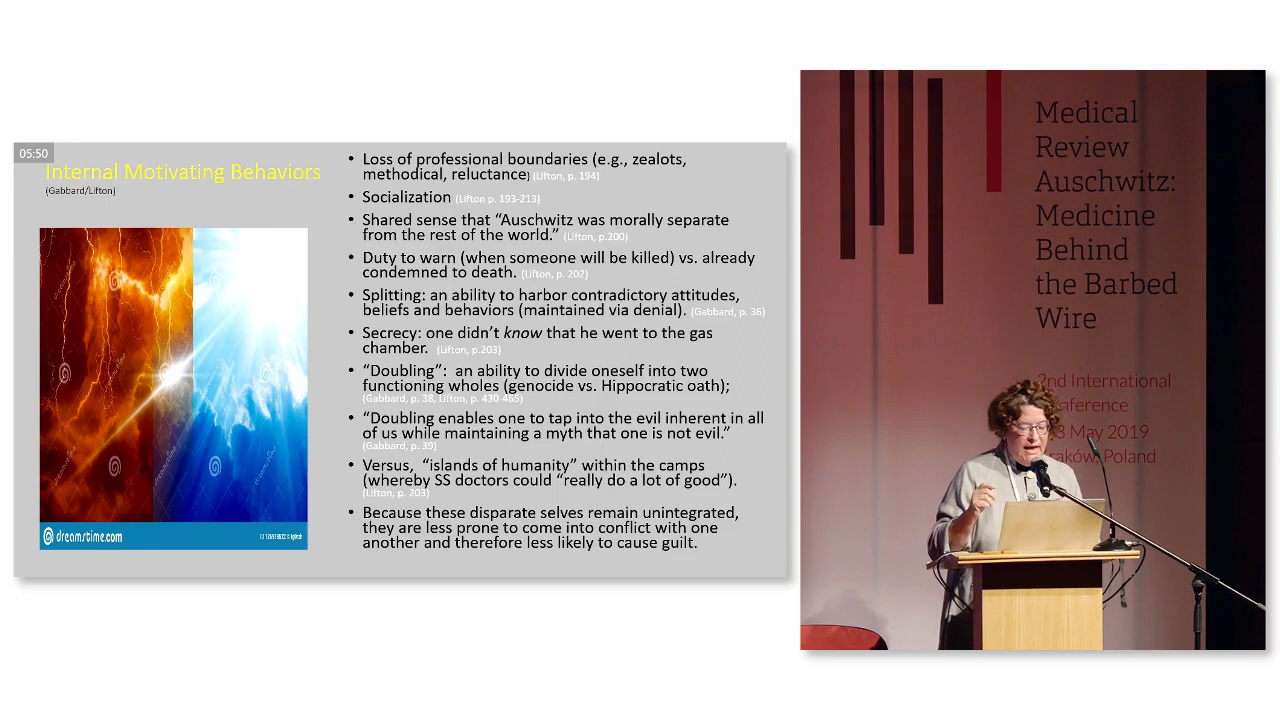 05:50
Internal Motivating Behaviors
(Gabbard/Lifton)
dreamstime.com
• Loss of professional boundaries (e.g., zealots,
methodical, reluctance) (Lifton, p. 194)
• Socialization (Lifton p. 193-213)
• Shared sense that “Auschwitz was morally separate
from the rest of the world.” (Lifton, p.200)
• Duty to warn (when someone will be killed) vs. already
condemned to death. (Lifton, p. 202)
• Splitting: an ability to harbor contradictory attitudes,
beliefs and behaviors (maintained via denial). (Gabbard, p. 36)
• Secrecy: one didn’t know that he went to the gas
chamber. (Lifton, p.203)
• “Doubling”: an ability to divide oneself into two
functioning wholes (genocide vs. Hippocratic oath);
(Gabbard, p. 38, Lifton, p. 430-465)
• “Doubling enables one to tap into the evil inherent in all
of us while maintaining a myth that one is not evil.”
(Gabbard, p. 39)
• Versus, “islands of humanity” within the camps
(whereby SS doctors could “really do a lot of good”).
(Lifton, p. 203)
• Because these disparate selves remain unintegrated,
they are less prone to come into conflict with one
another and therefore less likely to cause guilt.
Medical
Review
Auschwitz:
Medicine
Behind
the Barbed
Wire
2nd International
nference
3 May 2019
raków, Poland